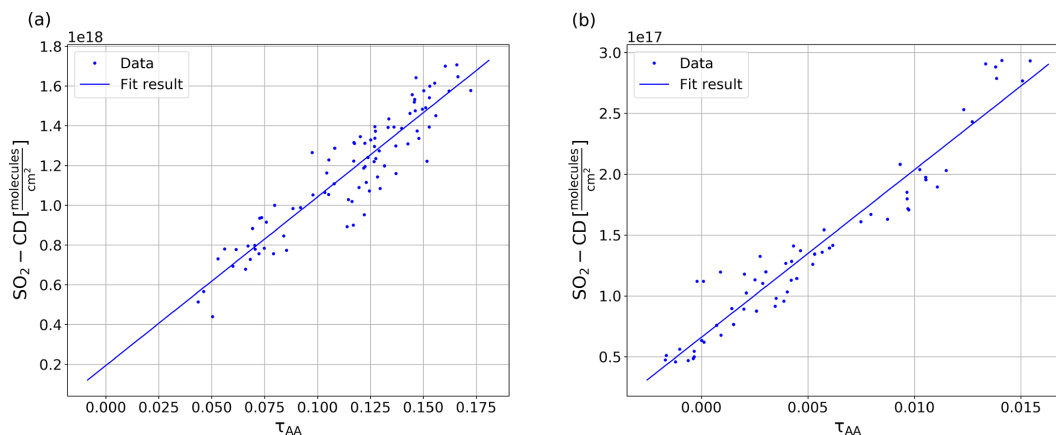 (a)
1e18
1.8
1.6
1.4
1.2
1.0
0.8
0.6
0.4
0.2
SO₂ − CD [molecules/cm²]
Data
Fit result
0.000 0.025 0.050 0.075 0.100 0.125 0.150 0.175
τ_AA
(b)
1e17
3.0
2.5
2.0
1.5
1.0
0.5
SO₂ − CD [molecules/cm²]
Data
Fit result
0.000 0.005 0.010 0.015
τ_AA